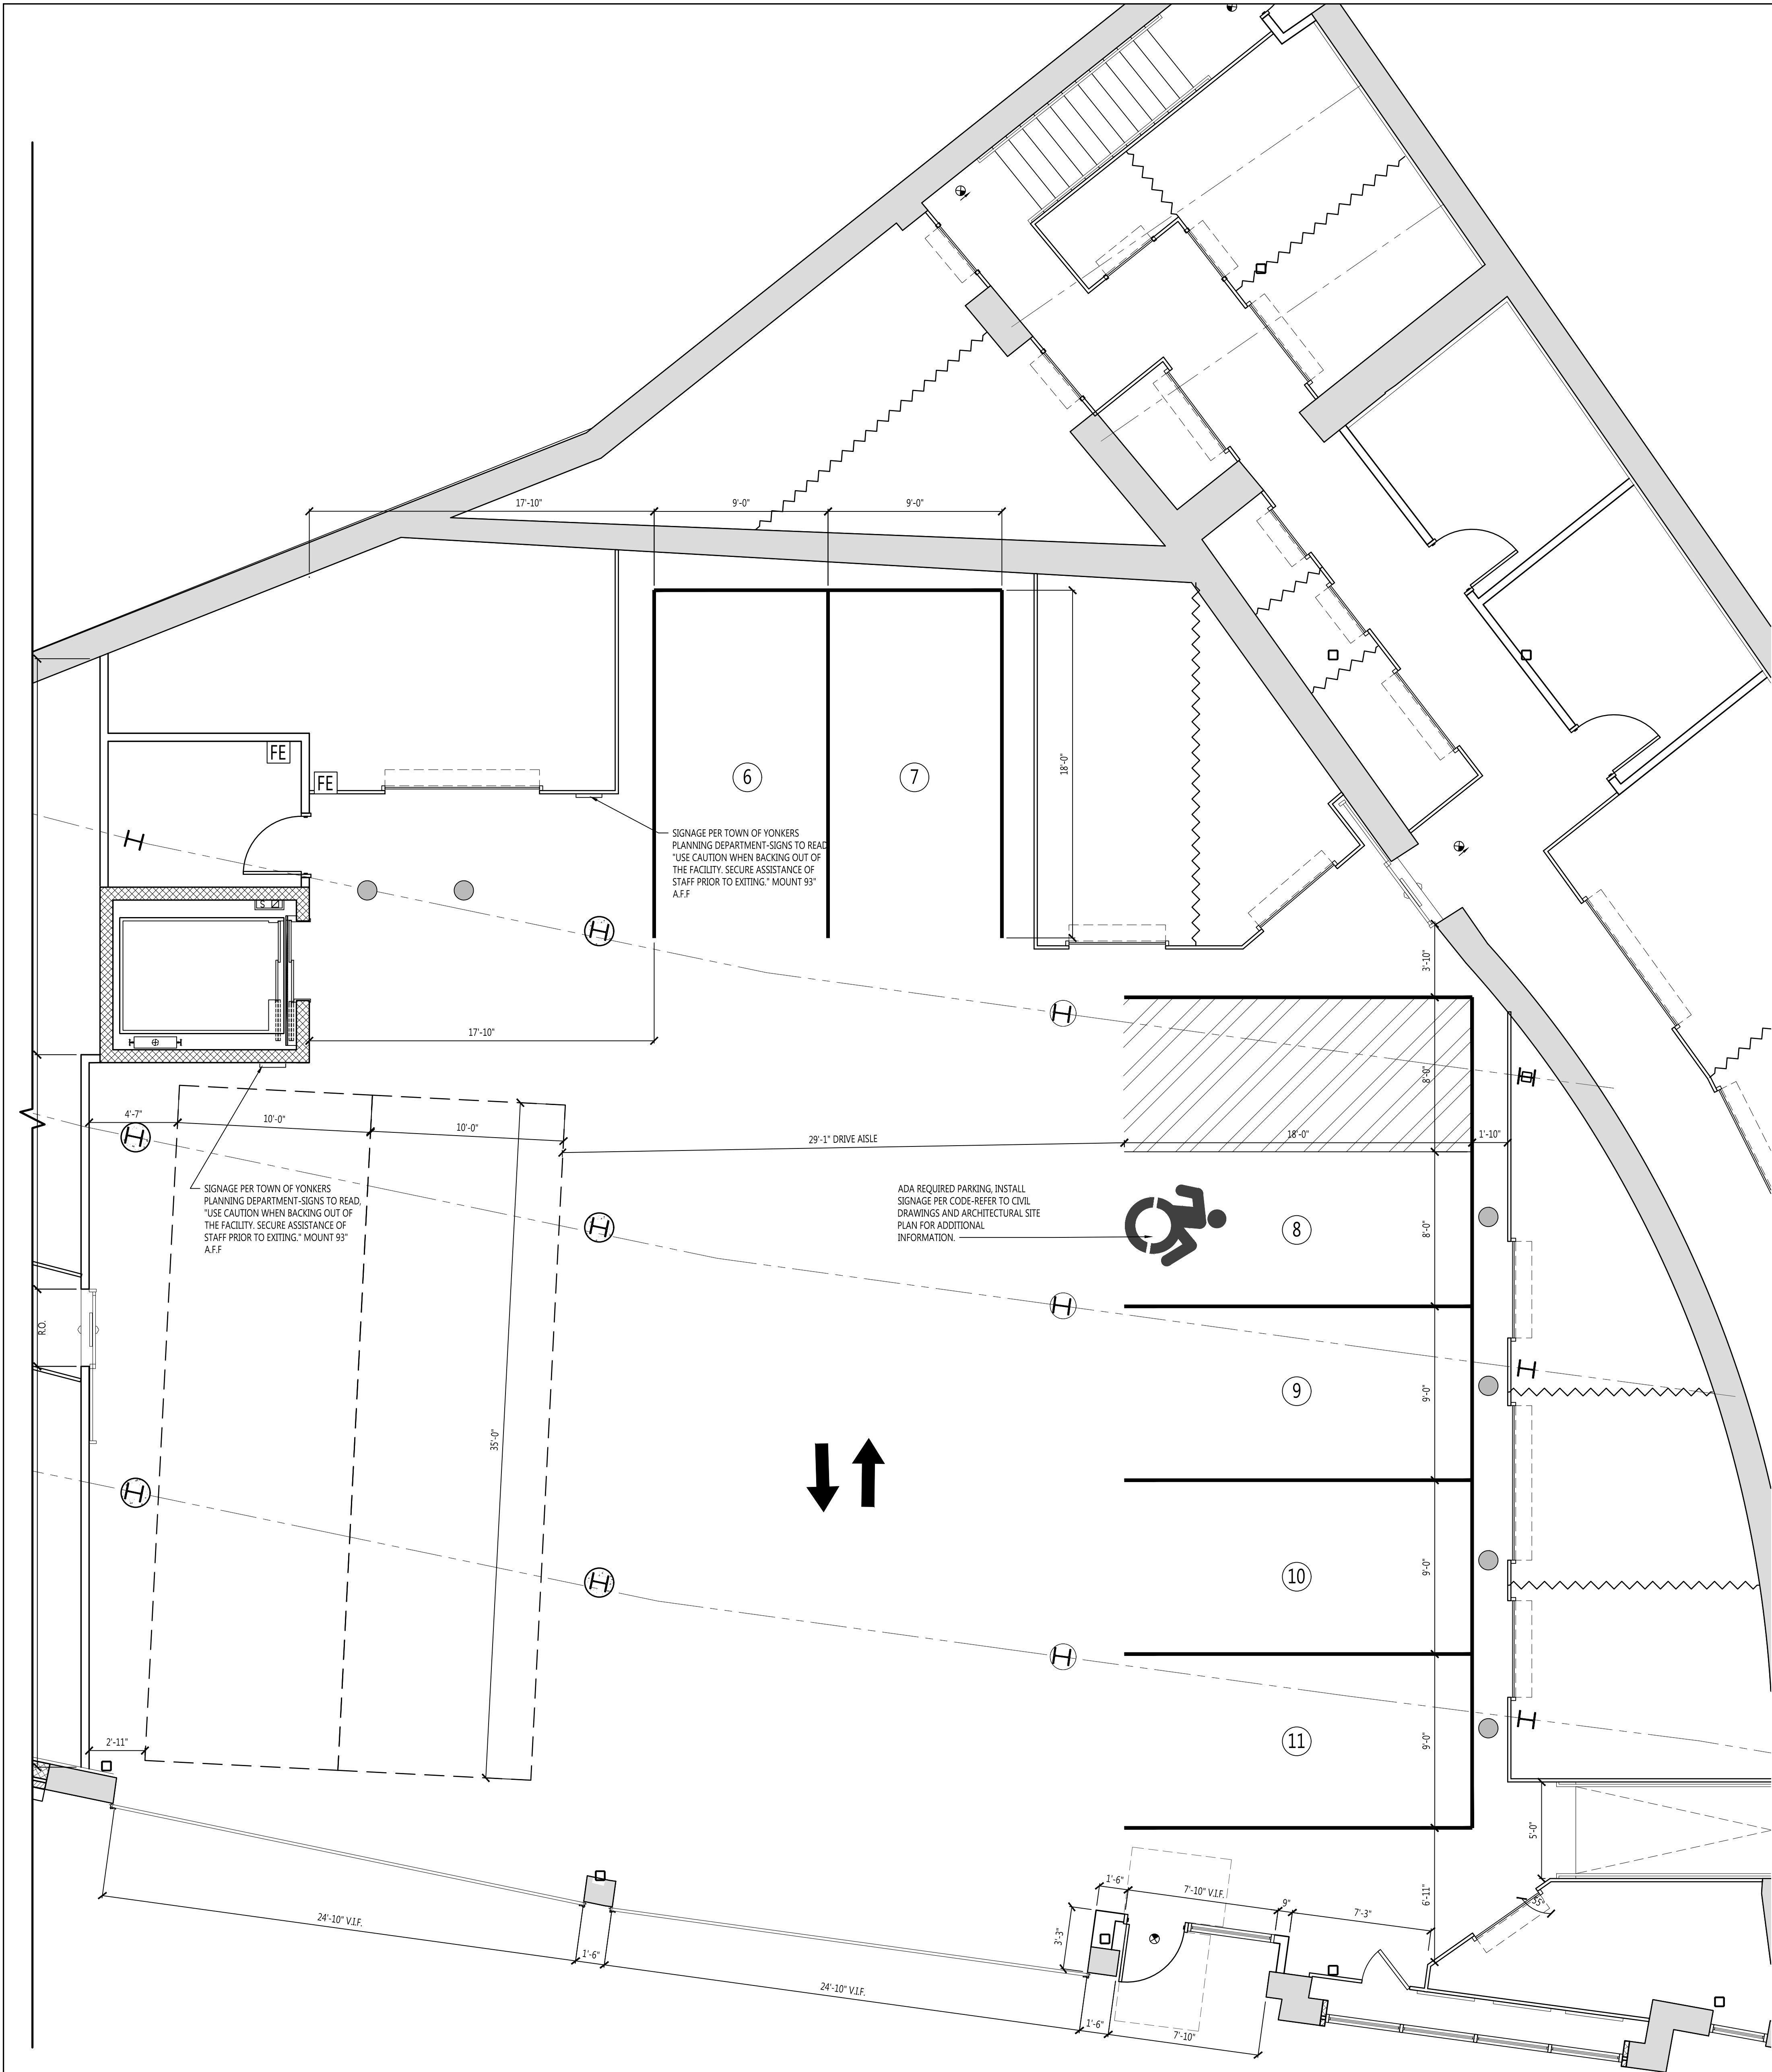 17'-10"
9'-0"
9'-0"
FE
FE
6
7
18'-0"
SIGNAGE PER TOWN OF YONKERS
PLANNING DEPARTMENT-SIGNS TO READ
"USE CAUTION WHEN BACKING OUT OF
THE FACILITY. SECURE ASSISTANCE OF
STAFF PRIOR TO EXITING." MOUNT 93"
A.F.F
S
3'-10"
17'-10"
8'-0"
4'-7"
10'-0"
10'-0"
29'-1" DRIVE AISLE
18'-0"
1'-10"
SIGNAGE PER TOWN OF YONKERS
PLANNING DEPARTMENT-SIGNS TO READ,
"USE CAUTION WHEN BACKING OUT OF
THE FACILITY. SECURE ASSISTANCE OF
STAFF PRIOR TO EXITING." MOUNT 93"
A.F.F
ADA REQUIRED PARKING, INSTALL
SIGNAGE PER CODE-REFER TO CIVIL
DRAWINGS AND ARCHITECTURAL SITE
PLAN FOR ADDITIONAL
INFORMATION.
8
8'-0"
R.O.
9
9'-0"
35'-0"
10
9'-0"
11
9'-0"
2'-11"
5'-0"
1'-6"
7'-10" V.I.F.
9"
7'-3"
6'-11"
55°
3'-3"
24'-10" V.I.F.
1'-6"
24'-10" V.I.F.
1'-6"
7'-10"